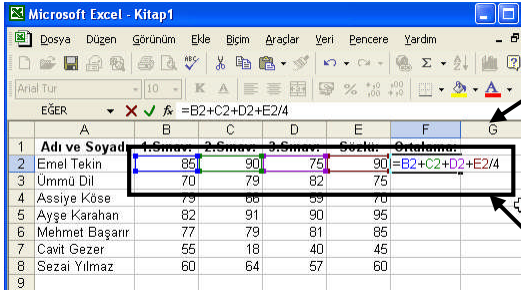 Microsoft Excel - Kitap1
Dosya Düzen Görünüm Ekle Biçim Araçlar Veri Pencere Yardım
Arial Tur 10 K A
EĞER =B2+C2+D2+E2/4
A B C D E F G
1 Adı ve Soyadı 1.Sınav: 2.Sınav: 3.Sınav: Sözlü: Ortalama:
2 Emel Tekin 85 90 75 90 =B2+C2+D2+E2/4
3 Ümmü Dil 70 79 82 75
4 Assiye Köse 79 66 59 70
5 Ayşe Karahan 82 91 90 95
6 Mehmet Başarır 77 79 81 85
7 Cavit Gezer 55 18 40 45
8 Sezai Yılmaz 60 64 57 60
9